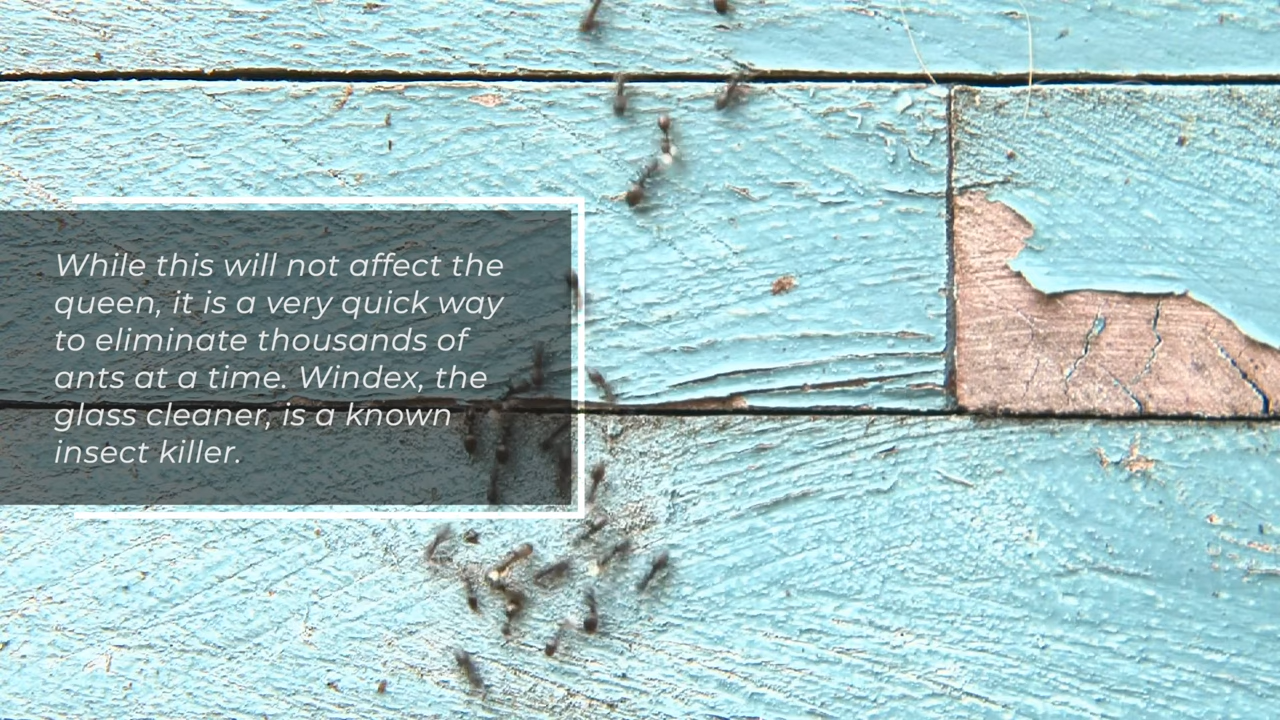 While this will not affect the
queen, it is a very quick way
to eliminate thousands of
ants at a time. Windex, the
glass cleaner, is a known
insect killer.